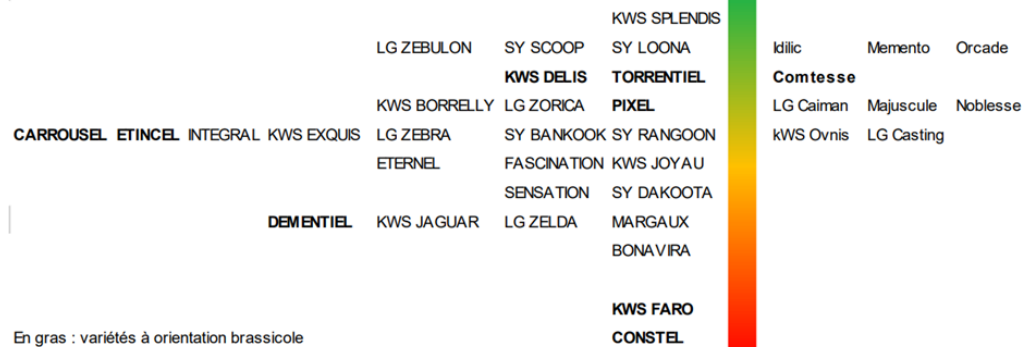 KWS SPLENDIS
LG ZEBULON SY SCOOP SY LOONA Idilic Memento Orcade
KWS DELIS TORRENTIEL Comtesse
KWS BORRELLY LG ZORICA PIXEL LG Caiman Majuscule Noblesse
CARROUSEL ETINCEL INTEGRAL KWS EXQUIS LG ZEBRA SY BANKOOK SY RANGOON kWS Ovnis LG Casting
ETERNEL FASCINATION KWS JOYAU
SENSATION SY DAKOOTA
DEMENTIEL KWS JAGUAR LG ZELDA MARGAUX
BONAVIRA
KWS FARO
En gras : variétés à orientation brassicole CONSTEL